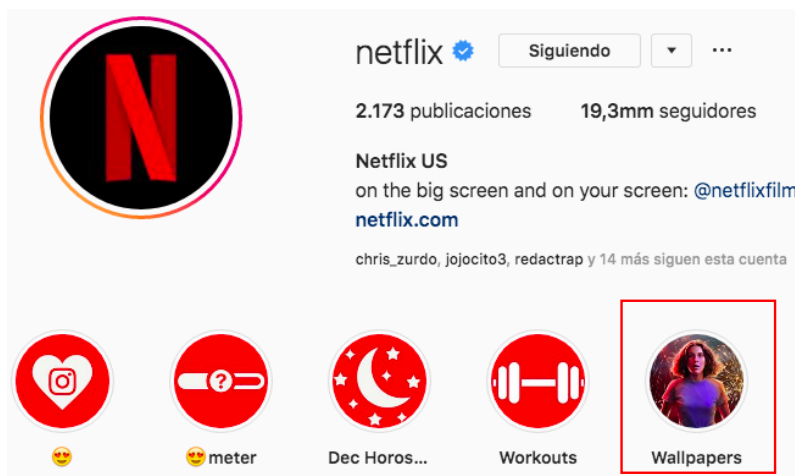 netflix Siguiendo
2.173 publicaciones 19,3mm seguidores
Netflix US
on the big screen and on your screen: @netflixfilm
netflix.com
chris_zurdo, jojocito3, redactrap y 14 más siguen esta cuenta
😍 😍meter Dec Horos... Workouts Wallpapers